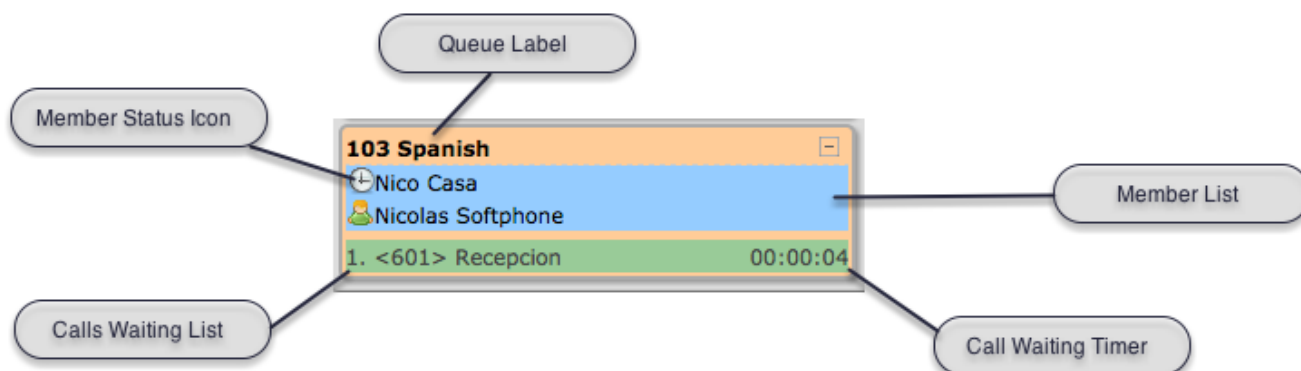 Queue Label
Member Status Icon
103 Spanish
Nico Casa
Nicolas Softphone
Member List
1. <601> Recepcion 00:00:04
Calls Waiting List
Call Waiting Timer